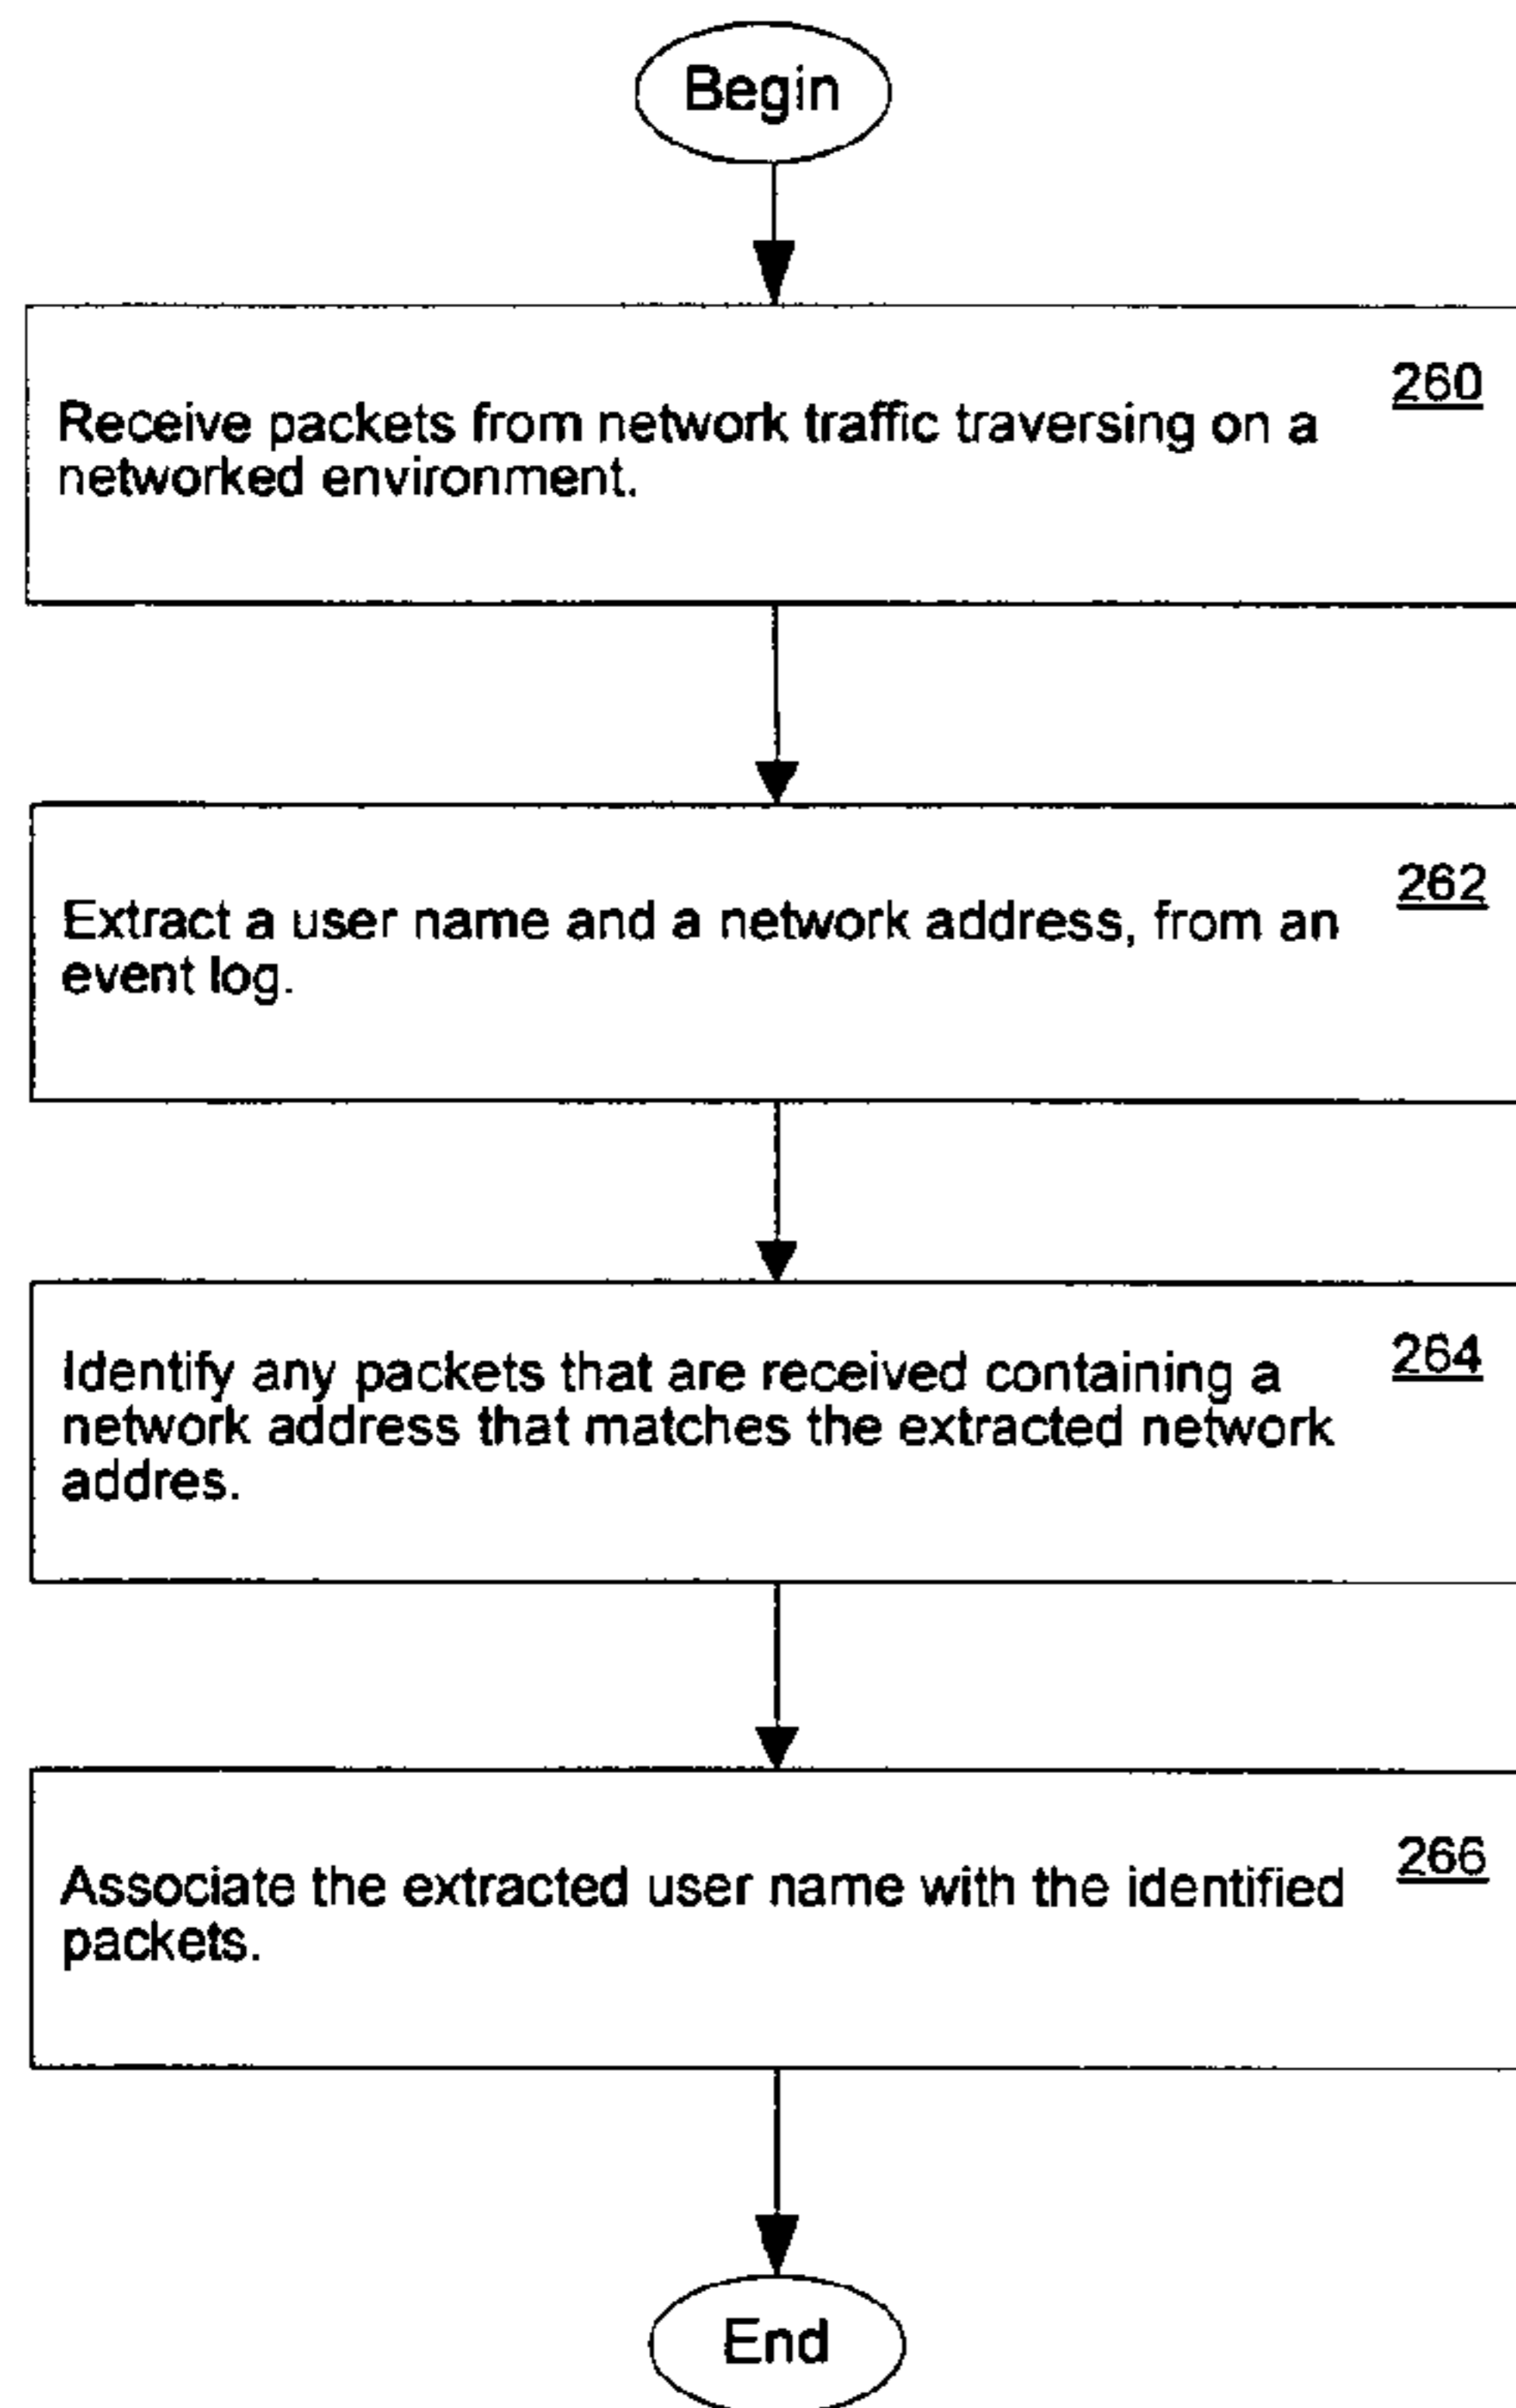 Begin
260
Receive packets from network traffic traversing on a
networked environment.
262
Extract a user name and a network address, from an
event log.
264
Identify any packets that are received containing a
network address that matches the extracted network
addres.
266
Associate the extracted user name with the identified
packets.
End